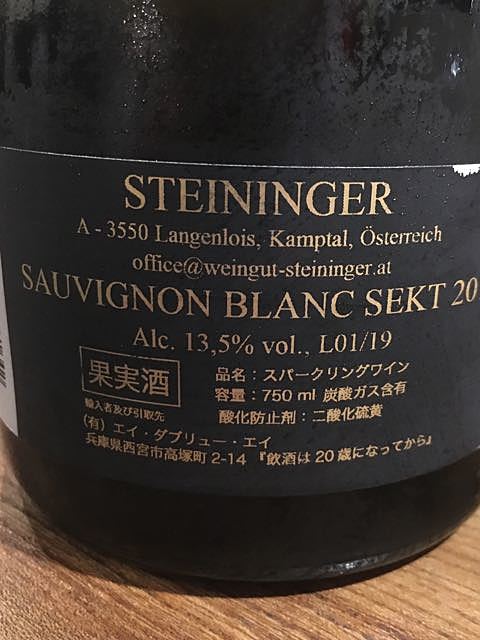 STEININGER
A - 3550 Langenlois, Kamptal, Österreich
office@weingut-steininger.at
SAUVIGNON BLANC SEKT 20
Alc. 13,5% vol., L01/19
果実酒
品名：スパークリングワイン
容量：750 ml 炭酸ガス含有
酸化防止剤：二酸化硫黄
輸入者及び引取先
(有) エイ・ダブリュー・エイ
兵庫県西宮市高塚町2-14 『飲酒は20歳になってから』